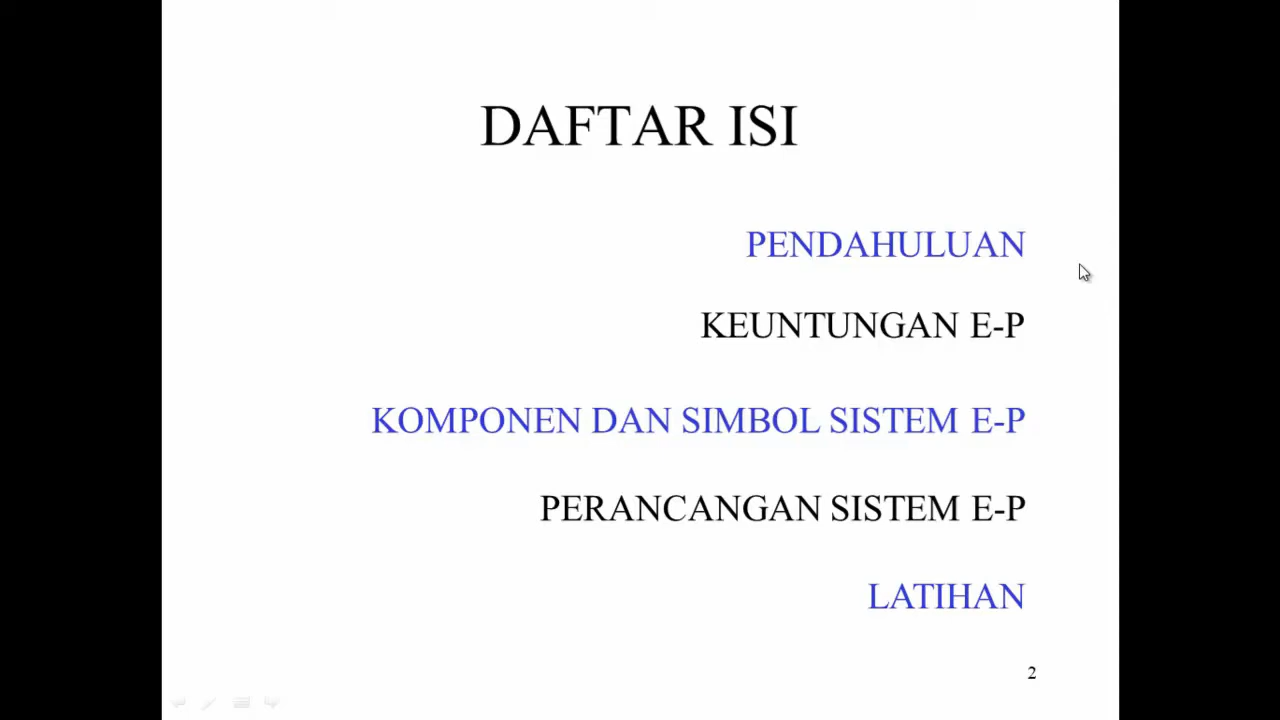 DAFTAR ISI
PENDAHULUAN
KEUNTUNGAN E-P
KOMPONEN DAN SIMBOL SISTEM E-P
PERANCANGAN SISTEM E-P
LATIHAN
2